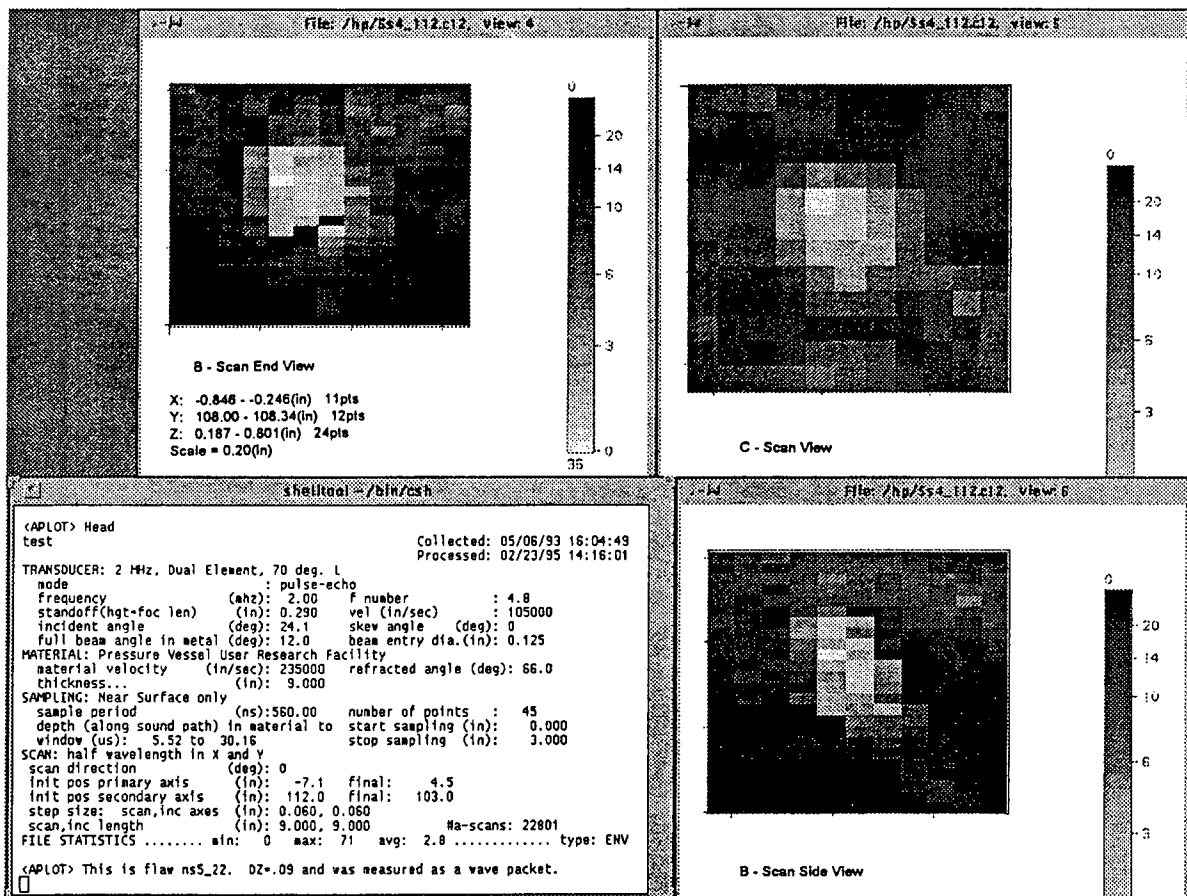 File: /hp/Ss4_112.c12, View: 4
0
20
14
10
6
3
0
36
B - Scan End View
X: -0.846 - -0.246(in) 11pts
Y: 108.00 - 108.34(in) 12pts
Z: 0.187 - 0.801(in) 24pts
Scale = 0.20(in)
File: /hp/Ss4_112.c12, view: 5
0
20
14
10
6
3
C - Scan View
shelltool - /bin/csh
<APLOT> Head
test
Collected: 05/06/93 16:04:49
Processed: 02/23/95 14:16:01
TRANSDUCER: 2 MHz, Dual Element, 70 deg. L
mode : pulse-echo
frequency (mhz): 2.00 f number : 4.8
standoff(hgt-foc len) (in): 0.290 vel (in/sec) : 105000
incident angle (deg): 24.1 skew angle (deg): 0
full beam angle in metal (deg): 12.0 beam entry dia.(in): 0.125
MATERIAL: Pressure Vessel User Research Facility
material velocity (in/sec): 235000 refracted angle (deg): 66.0
thickness... (in): 9.000
SAMPLING: Near Surface only
sample period (ns):560.00 number of points : 45
depth (along sound path) in material to start sampling (in): 0.000
window (us): 5.52 to 30.16 stop sampling (in): 3.000
SCAN: half wavelength in X and Y
scan direction (deg): 0
init pos primary axis (in): -7.1 final: 4.5
init pos secondary axis (in): 112.0 final: 103.0
step size: scan,inc axes (in): 0.060, 0.060
scan,inc length (in): 9.000, 9.000 #a-scans: 22801
FILE STATISTICS ........ min: 0 max: 71 avg: 2.8 ............. type: ENV
<APLOT> This is flaw ns5_22. DZ=.09 and was measured as a wave packet.
File: /hp/Ss4_112.c12, View: 6
0
20
14
10
6
3
B - Scan Side View